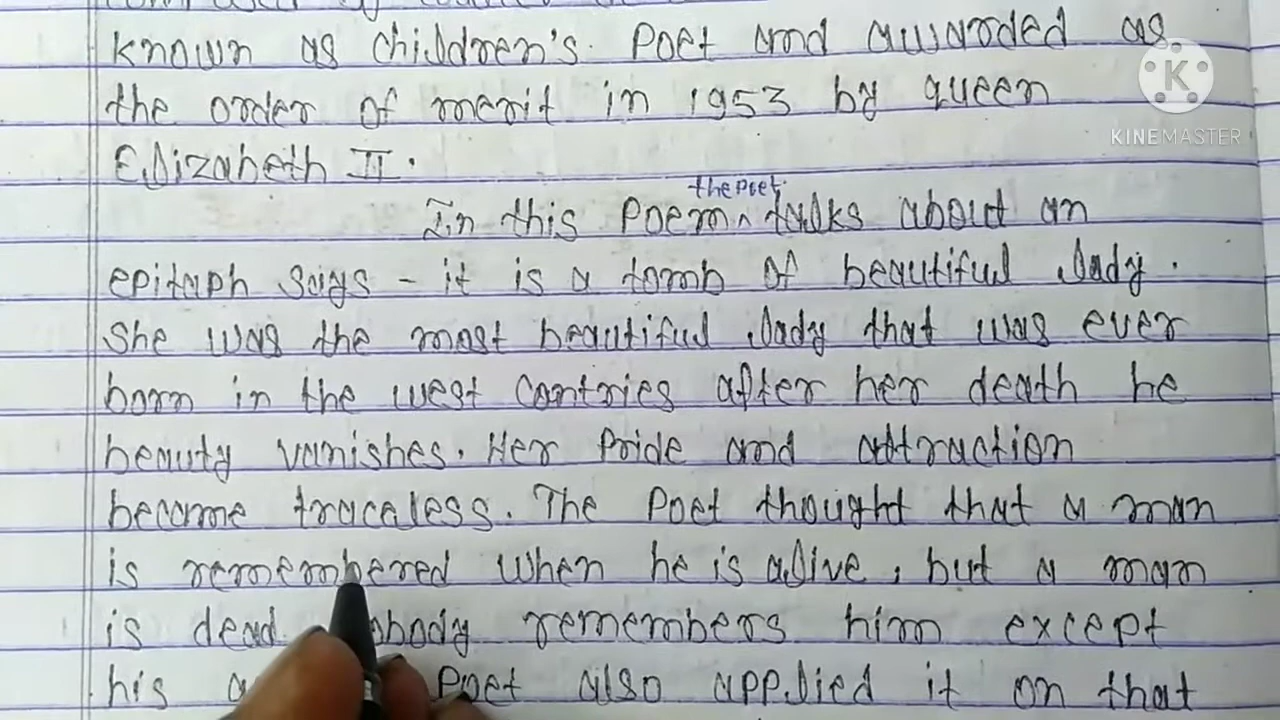 known as children's Poet and awarded as
K
the order of merit in 1953 by queen
KINEMASTER
Elizabeth II.
the Poet
In this Poem ^ talks about an
epitaph says - it is a tomb of beautiful lady.
She was the most beautiful lady that was ever
born in the west contries after her death he
beauty vanishes. Her Pride and attraction
became traceless. The Poet thought that a man
is remembered when he is alive, but a man
is dead remembers him except
his Poet also applied it on that